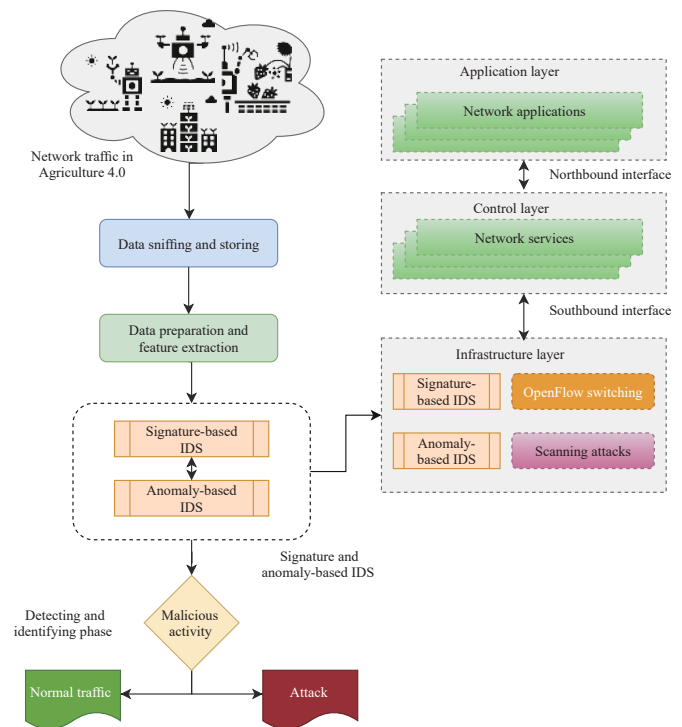 Network traffic in
Agriculture 4.0
Data sniffing and storing
Data preparation and
feature extraction
Signature-based
IDS
Anomaly-based
IDS
Signature and
anomaly-based IDS
Detecting and
identifying phase
Malicious
activity
Normal traffic
Attack
Application layer
Network applications
Northbound interface
Control layer
Network services
Southbound interface
Infrastructure layer
Signature-
based IDS
OpenFlow switching
Anomaly-
based IDS
Scanning attacks